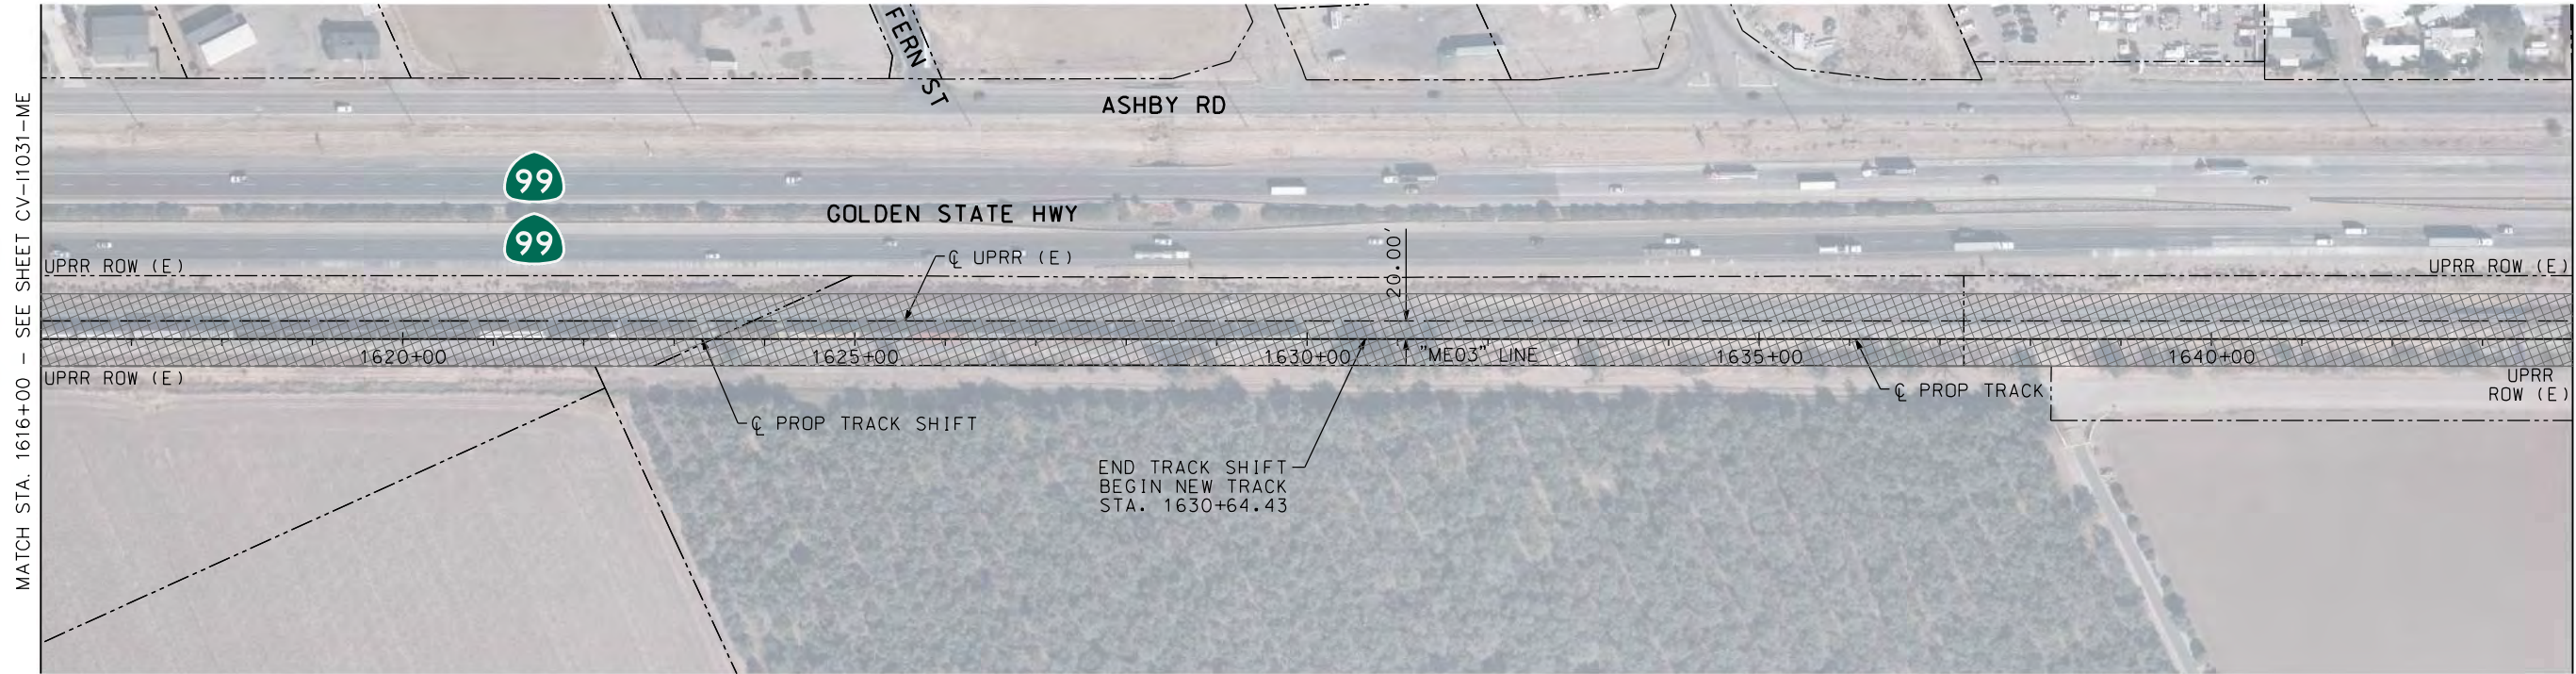 FERN ST
ASHBY RD
99
GOLDEN STATE HWY
99
MATCH STA. 1616+00 - SEE SHEET CV-I1031-ME
UPRR ROW (E)
℄ UPRR (E)
20.00'
UPRR ROW (E)
1620+00
1625+00
1630+00
"ME03" LINE
1635+00
1640+00
UPRR ROW (E)
℄ PROP TRACK SHIFT
℄ PROP TRACK
UPRR
ROW (E)
END TRACK SHIFT
BEGIN NEW TRACK
STA. 1630+64.43